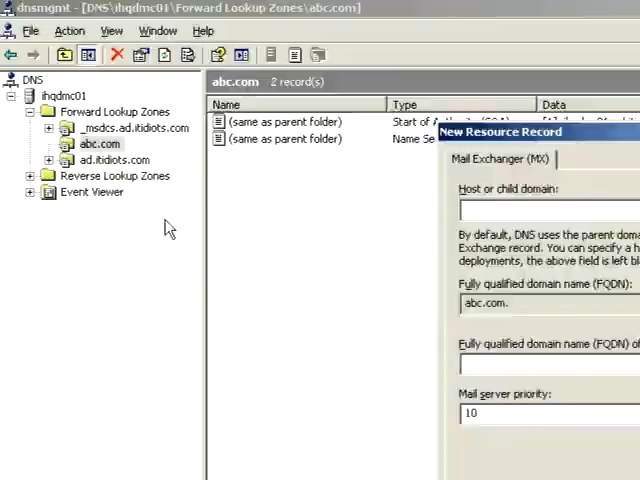 dnsmgmt - [DNS\ihqdmc01\Forward Lookup Zones\abc.com]
File Action View Window Help
DNS
ihqdmc01
Forward Lookup Zones
_msdcs.ad.itidiots.com
abc.com
ad.itidiots.com
Reverse Lookup Zones
Event Viewer
abc.com 2 record(s)
Name Type Data
(same as parent folder) Start of
(same as parent folder) Name Se
New Resource Record
Mail Exchanger (MX)
Host or child domain:
By default, DNS uses the parent doma
Exchange record. You can specify a h
deployments, the above field is left bl
Fully qualified domain name (FQDN):
abc.com.
Fully qualified domain name (FQDN) of
Mail server priority:
10